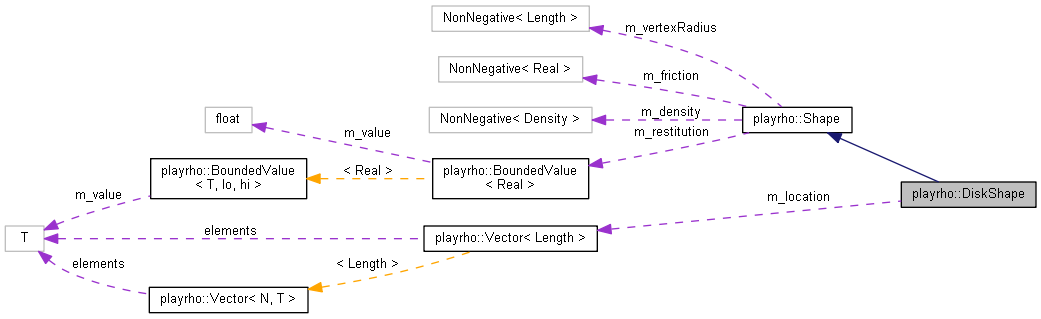 NonNegative< Length >
m_vertexRadius
NonNegative< Real >
m_friction
float
NonNegative< Density >
m_density
playrho::Shape
m_value
m_restitution
playrho::BoundedValue
< T, lo, hi >
< Real >
playrho::BoundedValue
< Real >
playrho::DiskShape
m_value
m_location
T
elements
playrho::Vector< Length >
elements
< Length >
playrho::Vector< N, T >